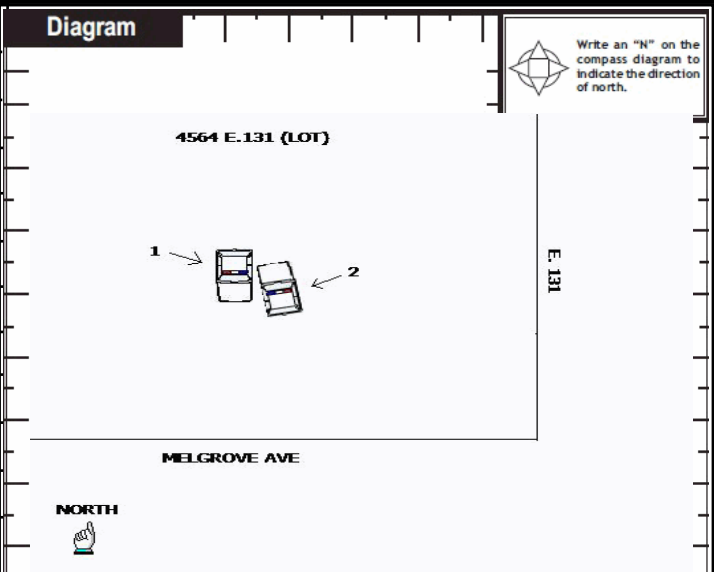 Diagram
Write an “N” on the
compass diagram to
indicate the direction
of north.
4564 E.131 (LOT)
1
2
E. 131
MELGROVE AVE
NORTH